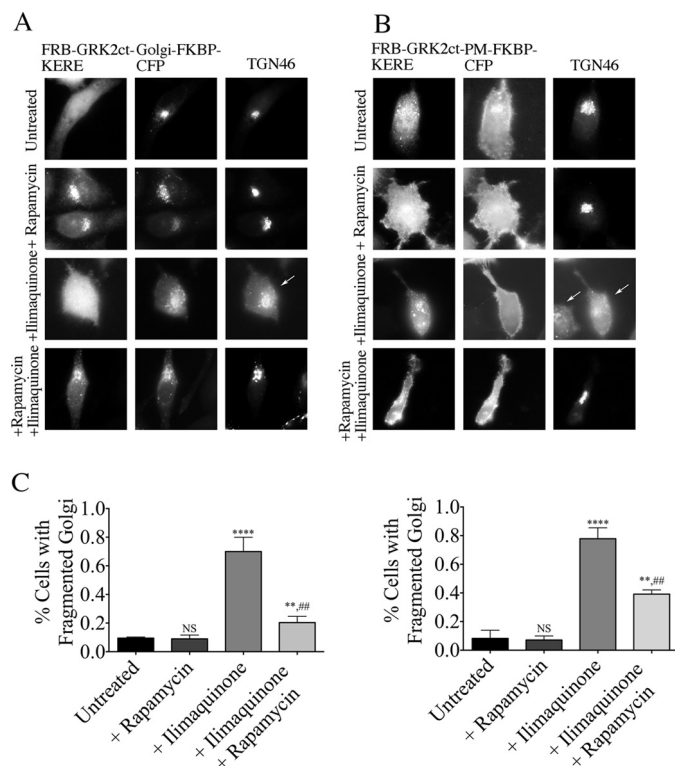 A
FRB-GRK2ct-Golgi-FKBP-
KERE CFP TGN46
Untreated
+ Rapamycin
+Ilimaquinone
+Rapamycin
+Ilimaquinone
B
FRB-GRK2ct-PM-FKBP-
KERE CFP TGN46
Untreated
+ Rapamycin
+Ilimaquinone
+Rapamycin
+Ilimaquinone
C
% Cells with
Fragmented Golgi
1.0
0.8
0.6
0.4
0.2
0.0
NS
****
**,##
Untreated
+ Rapamycin
+ Ilimaquinone
+ Ilimaquinone
+ Rapamycin
% Cells with
Fragmented Golgi
1.0
0.8
0.6
0.4
0.2
0.0
NS
****
**,##
Untreated
+ Rapamycin
+ Ilimaquinone
+ Ilimaquinone
+ Rapamycin